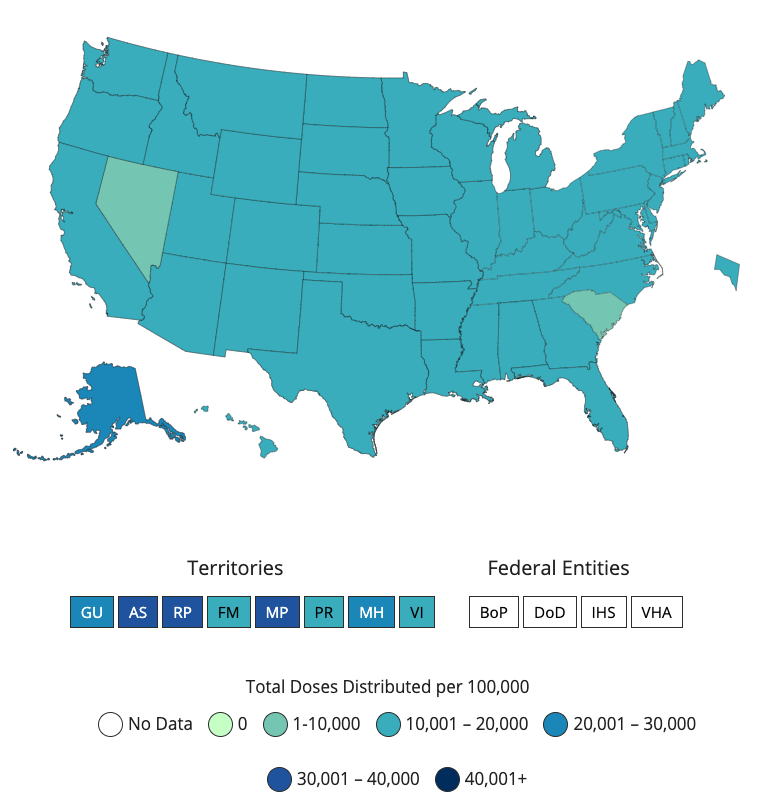 Territories
Federal Entities
GU AS RP FM MP PR MH VI
BoP DoD IHS VHA
Total Doses Distributed per 100,000
No Data 0 1-10,000 10,001 – 20,000 20,001 – 30,000
30,001 – 40,000 40,001+